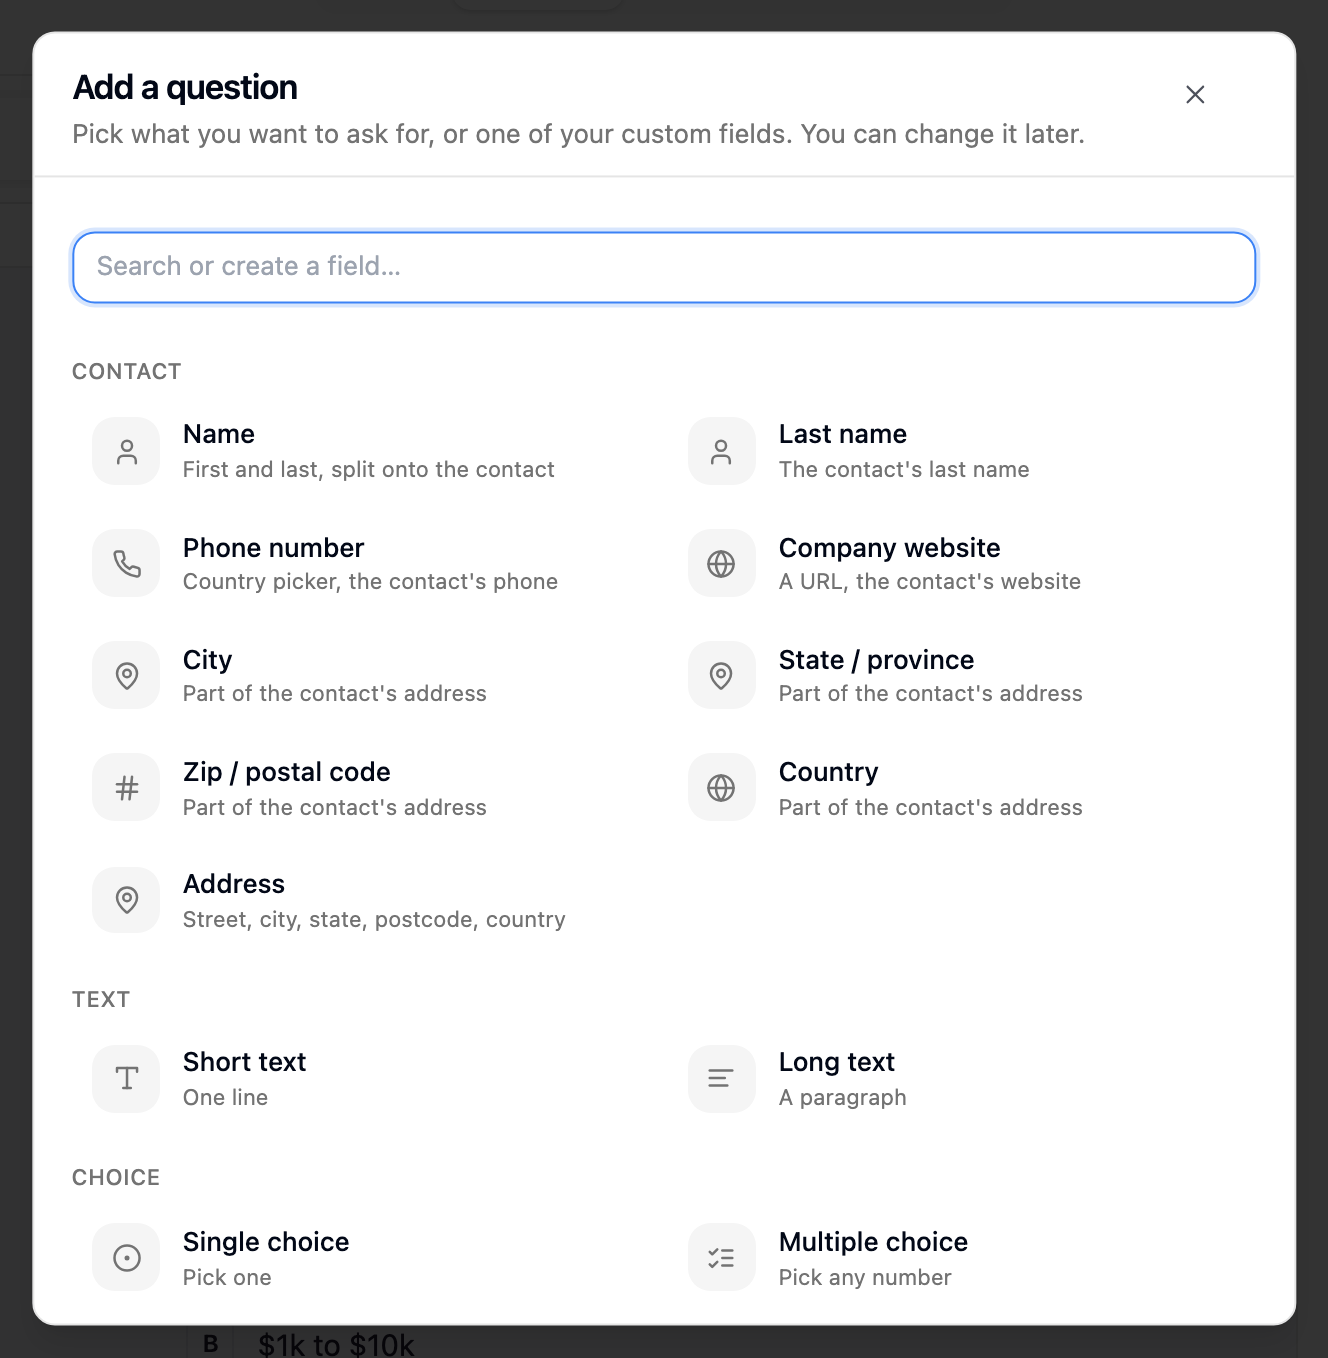 Add a question
Pick what you want to ask for, or one of your custom fields. You can change it later.
Search or create a field...
CONTACT
Name
First and last, split onto the contact
Last name
The contact's last name
Phone number
Country picker, the contact's phone
Company website
A URL, the contact's website
City
Part of the contact's address
State / province
Part of the contact's address
Zip / postal code
Part of the contact's address
Country
Part of the contact's address
Address
Street, city, state, postcode, country
TEXT
Short text
One line
Long text
A paragraph
CHOICE
Single choice
Pick one
Multiple choice
Pick any number
B $1k to $10k